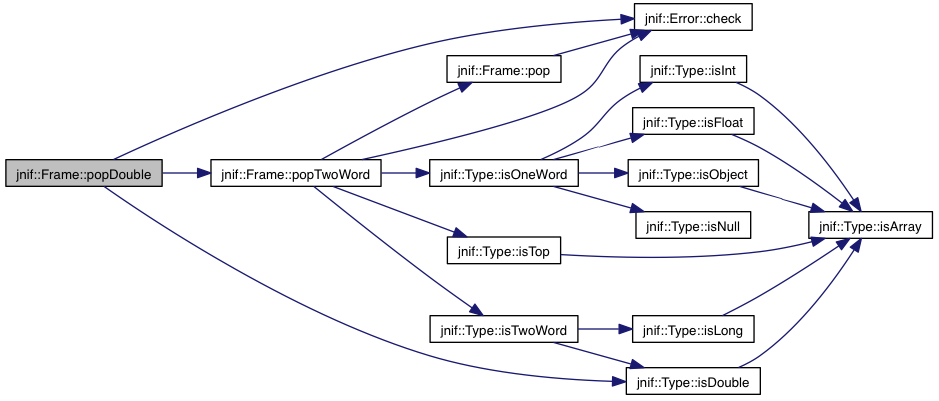 jnif::Error::check
jnif::Frame::pop
jnif::Type::isInt
jnif::Type::isFloat
jnif::Frame::popDouble
jnif::Frame::popTwoWord
jnif::Type::isOneWord
jnif::Type::isObject
jnif::Type::isNull
jnif::Type::isArray
jnif::Type::isTop
jnif::Type::isTwoWord
jnif::Type::isLong
jnif::Type::isDouble